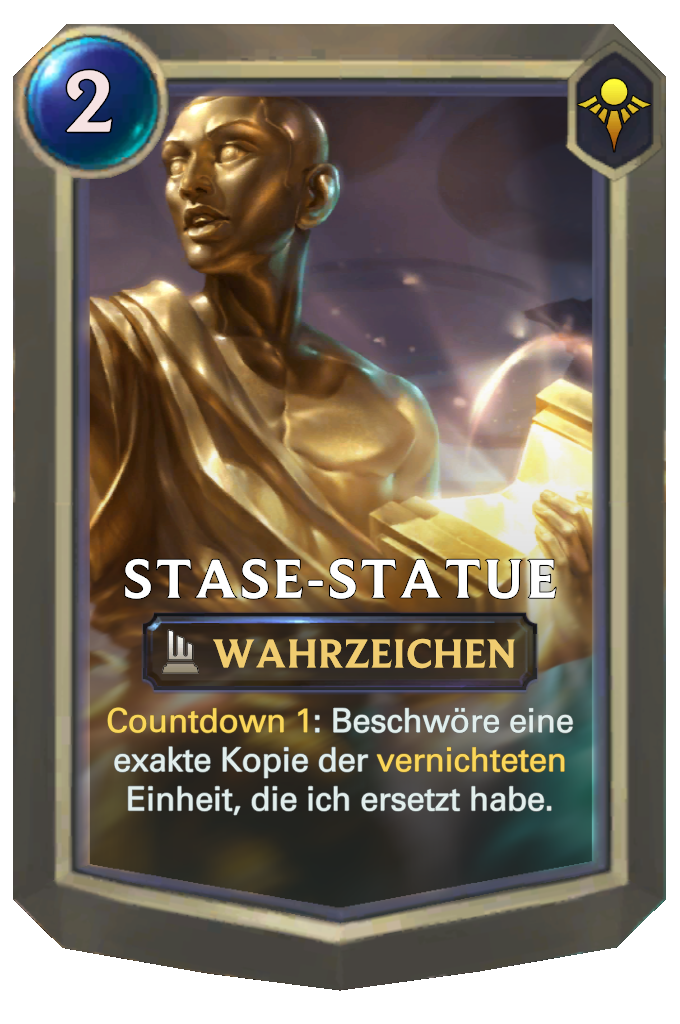 2
STASE-STATUE
WAHRZEICHEN
Countdown 1: Beschwöre eine
exakte Kopie der vernichteten
Einheit, die ich ersetzt habe.